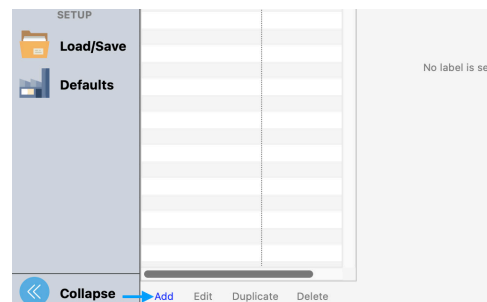 SETUP
Load/Save
Defaults
No label is se
Collapse
Add Edit Duplicate Delete